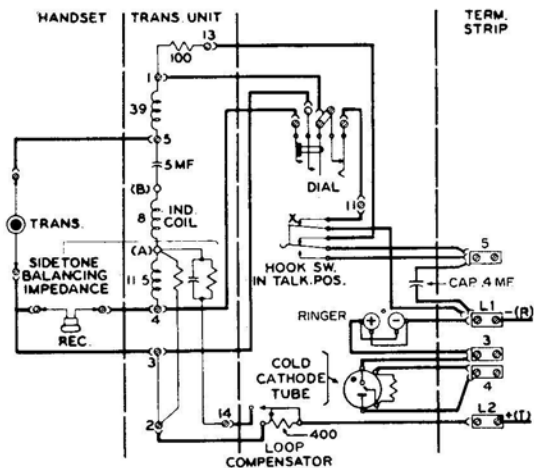 HANDSET
TRANS. UNIT
TERM.
STRIP
13
100
1
39
5
5 MF
(B)
8
IND.
COIL
(A)
11 5
4
TRANS.
SIDETONE
BALANCING
IMPEDANCE
REC.
3
2
14
DIAL
11
X
HOOK SW.
IN TALK. POS.
5
CAP. 4 MF
RINGER
+
-
L1
-(R)
3
4
COLD
CATHODE
TUBE
L2
+(T)
400
LOOP
COMPENSATOR